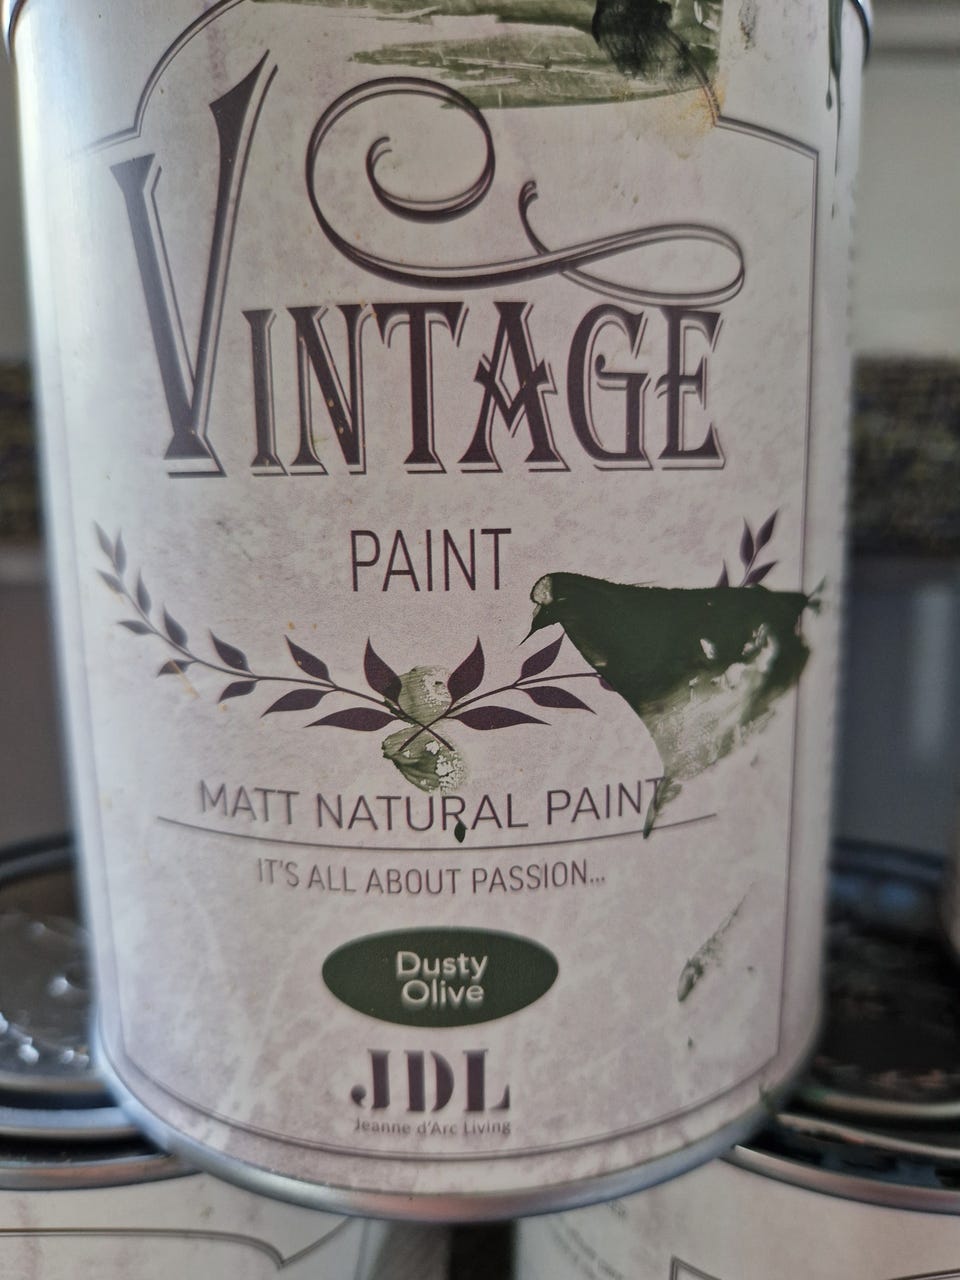 VINTAGE
PAINT
MATT NATURAL PAINT
IT'S ALL ABOUT PASSION...
Dusty
Olive
JDL
Jeanne d'Arc Living